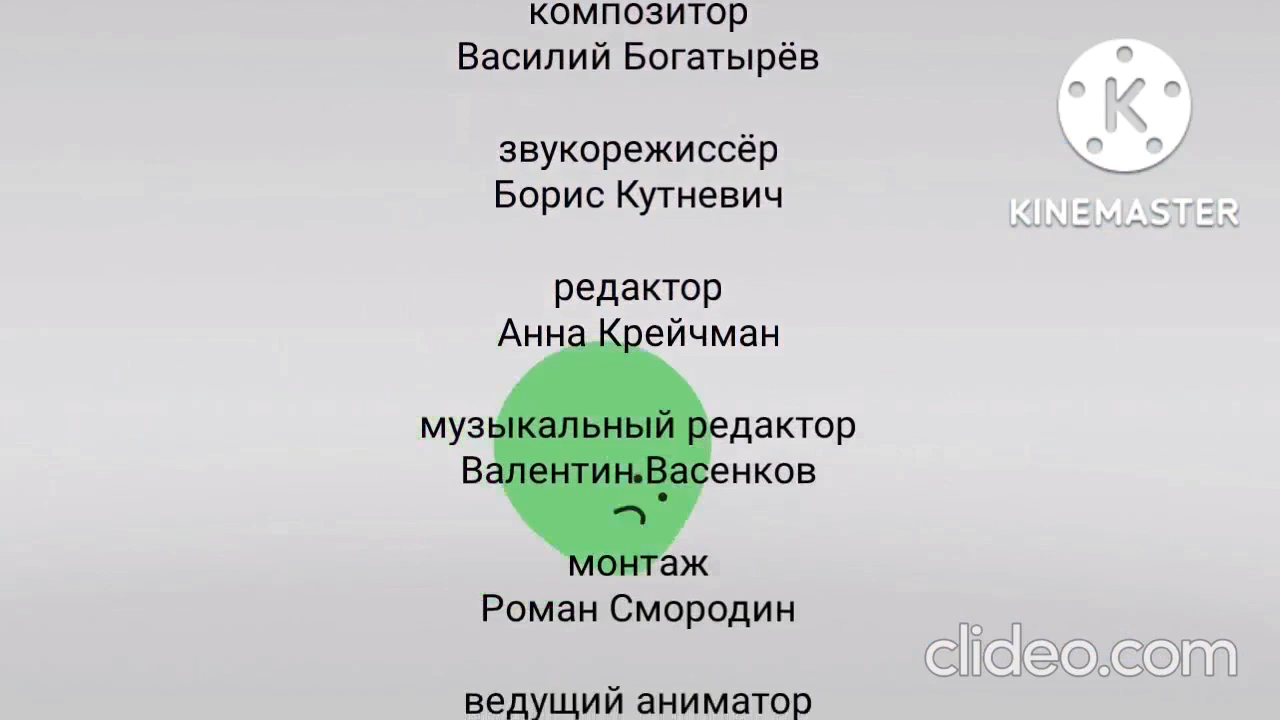 композитор
Василий Богатырёв
звукорежиссёр
Борис Кутневич
редактор
Анна Крейчман
музыкальный редактор
Валентин Васенков
монтаж
Роман Смородин
ведущий аниматор
K
KINEMASTER
clideo.com